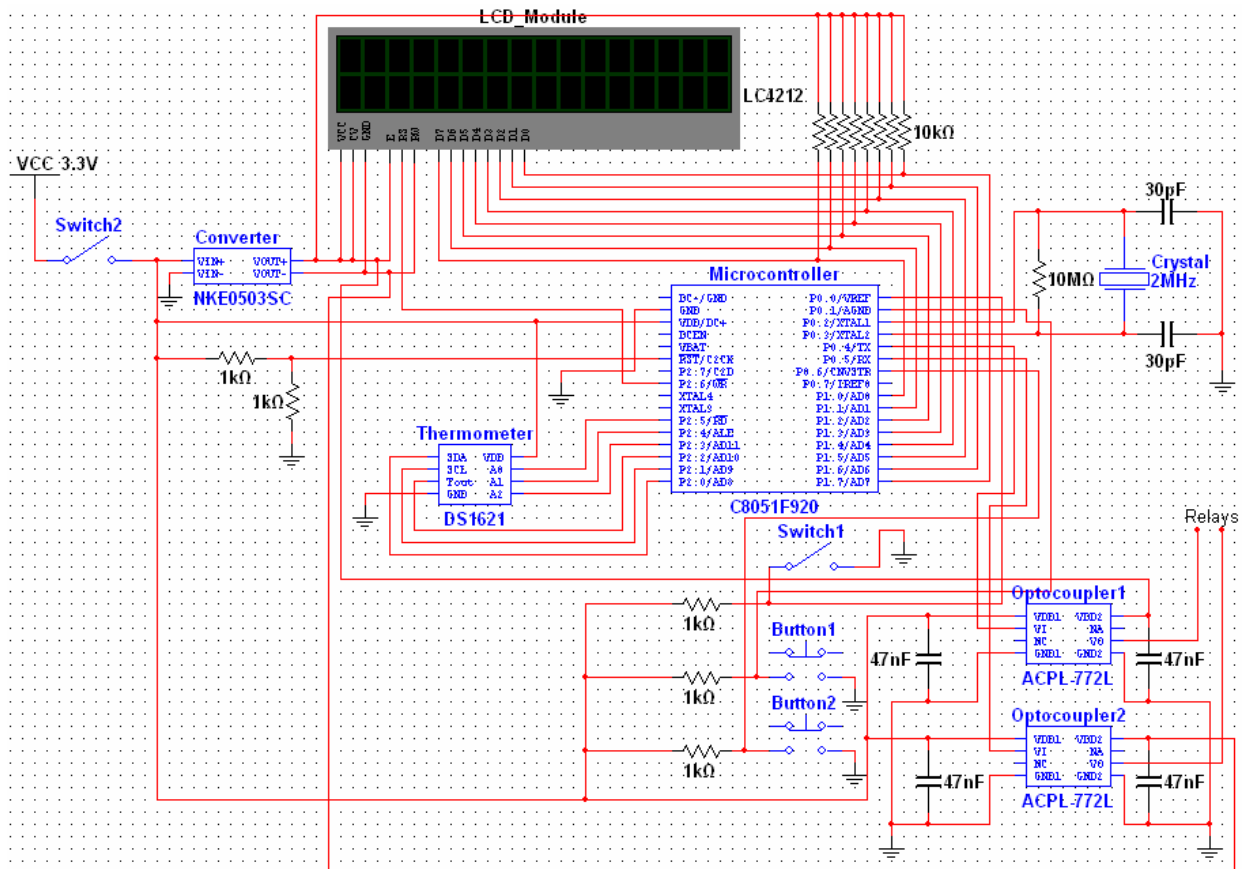 LCD_Module
LC4212
VCC CV GND E RS RW D7 D6 D5 D4 D3 D2 D1 D0
10kΩ
VCC 3.3V
Switch2
Converter
VIN+ VOUT+
VIN- VOUT-
NKE0503SC
30pF
10MΩ
Crystal
2MHz
30pF
Microcontroller
DC+/GND P0.0/VREF
GND P0.1/AGND
VDD/DC+ P0.2/XTAL1
DCEN P0.3/XTAL2
VBAT P0.4/TX
RST/C2CK P0.5/RX
P2.7/C2D P0.6/CNVSTR
P2.6/WR P0.7/IREF0
XTAL4 P1.0/AD0
XTAL3 P1.1/AD1
P2.5/RD P1.2/AD2
P2.4/ALE P1.3/AD3
P2.3/AD11 P1.4/AD4
P2.2/AD10 P1.5/AD5
P2.1/AD9 P1.6/AD6
P2.0/AD8 P1.7/AD7
C8051F920
1kΩ
1kΩ
Thermometer
SDA VDD
SCL A0
Tout A1
GND A2
DS1621
Relays
Switch1
1kΩ
Button1
1kΩ
Button2
1kΩ
Optocoupler1
VDD1 VDD2
VI NA
NC VO
GND1 GND2
ACPL-772L
47nF
47nF
Optocoupler2
VDD1 VDD2
VI NA
NC VO
GND1 GND2
ACPL-772L
47nF
47nF